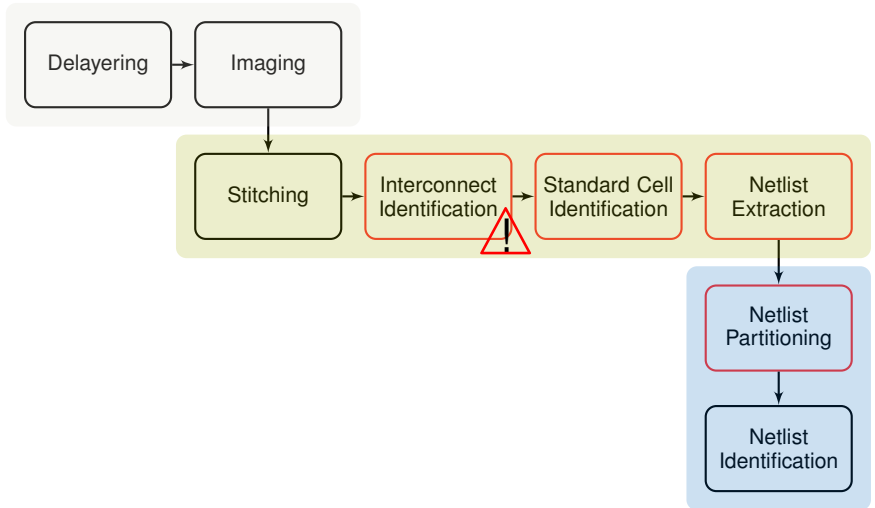 Delayering
Imaging
Stitching
Interconnect
Identification
Standard Cell
Identification
Netlist
Extraction
!
Netlist
Partitioning
Netlist
Identification